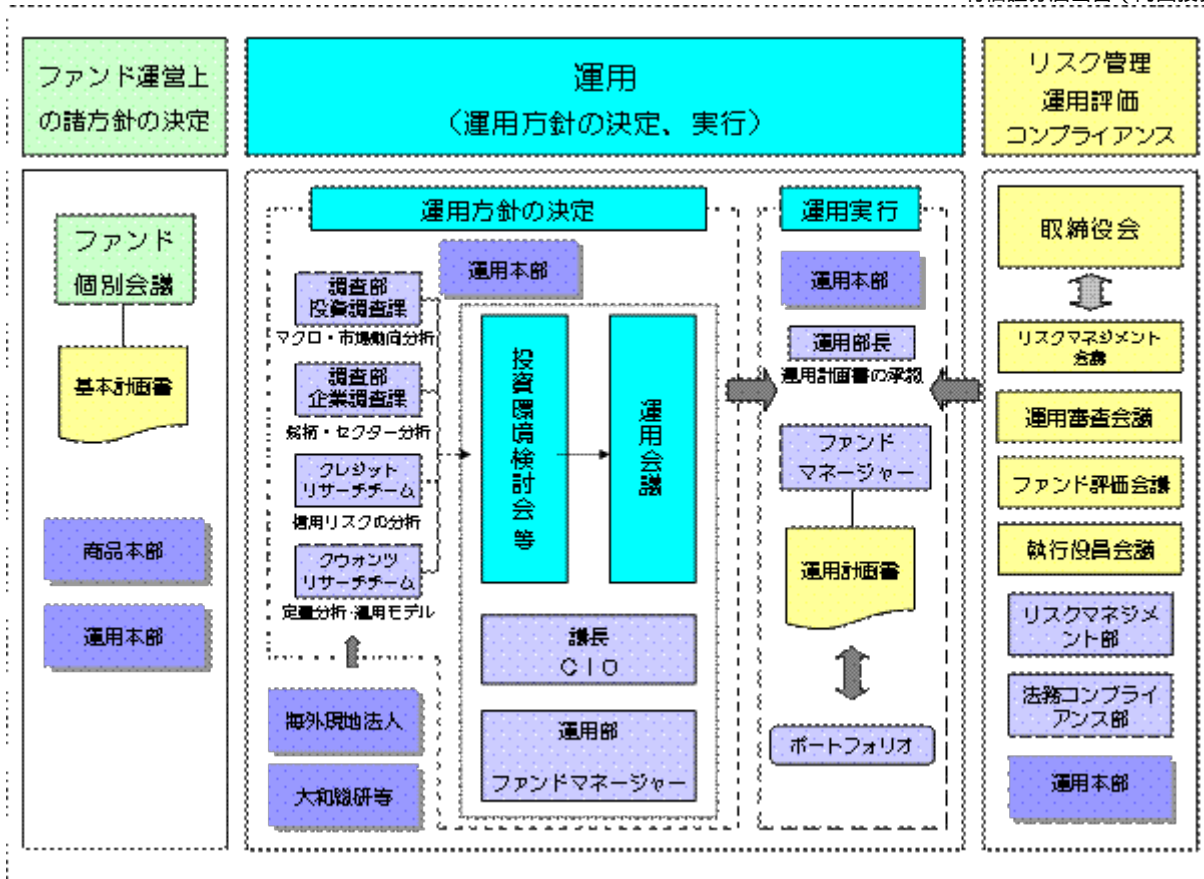 ファンド運営上
の諸方針の決定
運用
（運用方針の決定、実行）
リスク管理
運用評価
コンプライアンス
ファンド
個別会議
基本計画書
商品本部
運用本部
運用方針の決定
運用本部
調査部
投資調査課
マクロ・市場動向分析
調査部
企業調査課
銘柄・セクター分析
クレジット
リサーチチーム
信用リスクの分析
クウォンツ
リサーチチーム
定量分析・運用モデル
海外現地法人
大和総研等
投資環境検討会等
運用会議
議長
CIO
運用部
ファンドマネージャー
運用実行
運用本部
運用部長
運用計画書の承認
ファンド
マネージャー
運用計画書
ポートフォリオ
取締役会
リスクマネジメント
会議
運用審査会議
ファンド評価会議
執行役員会議
リスクマネジメ
ント部
法務コンプライ
アンス部
運用本部